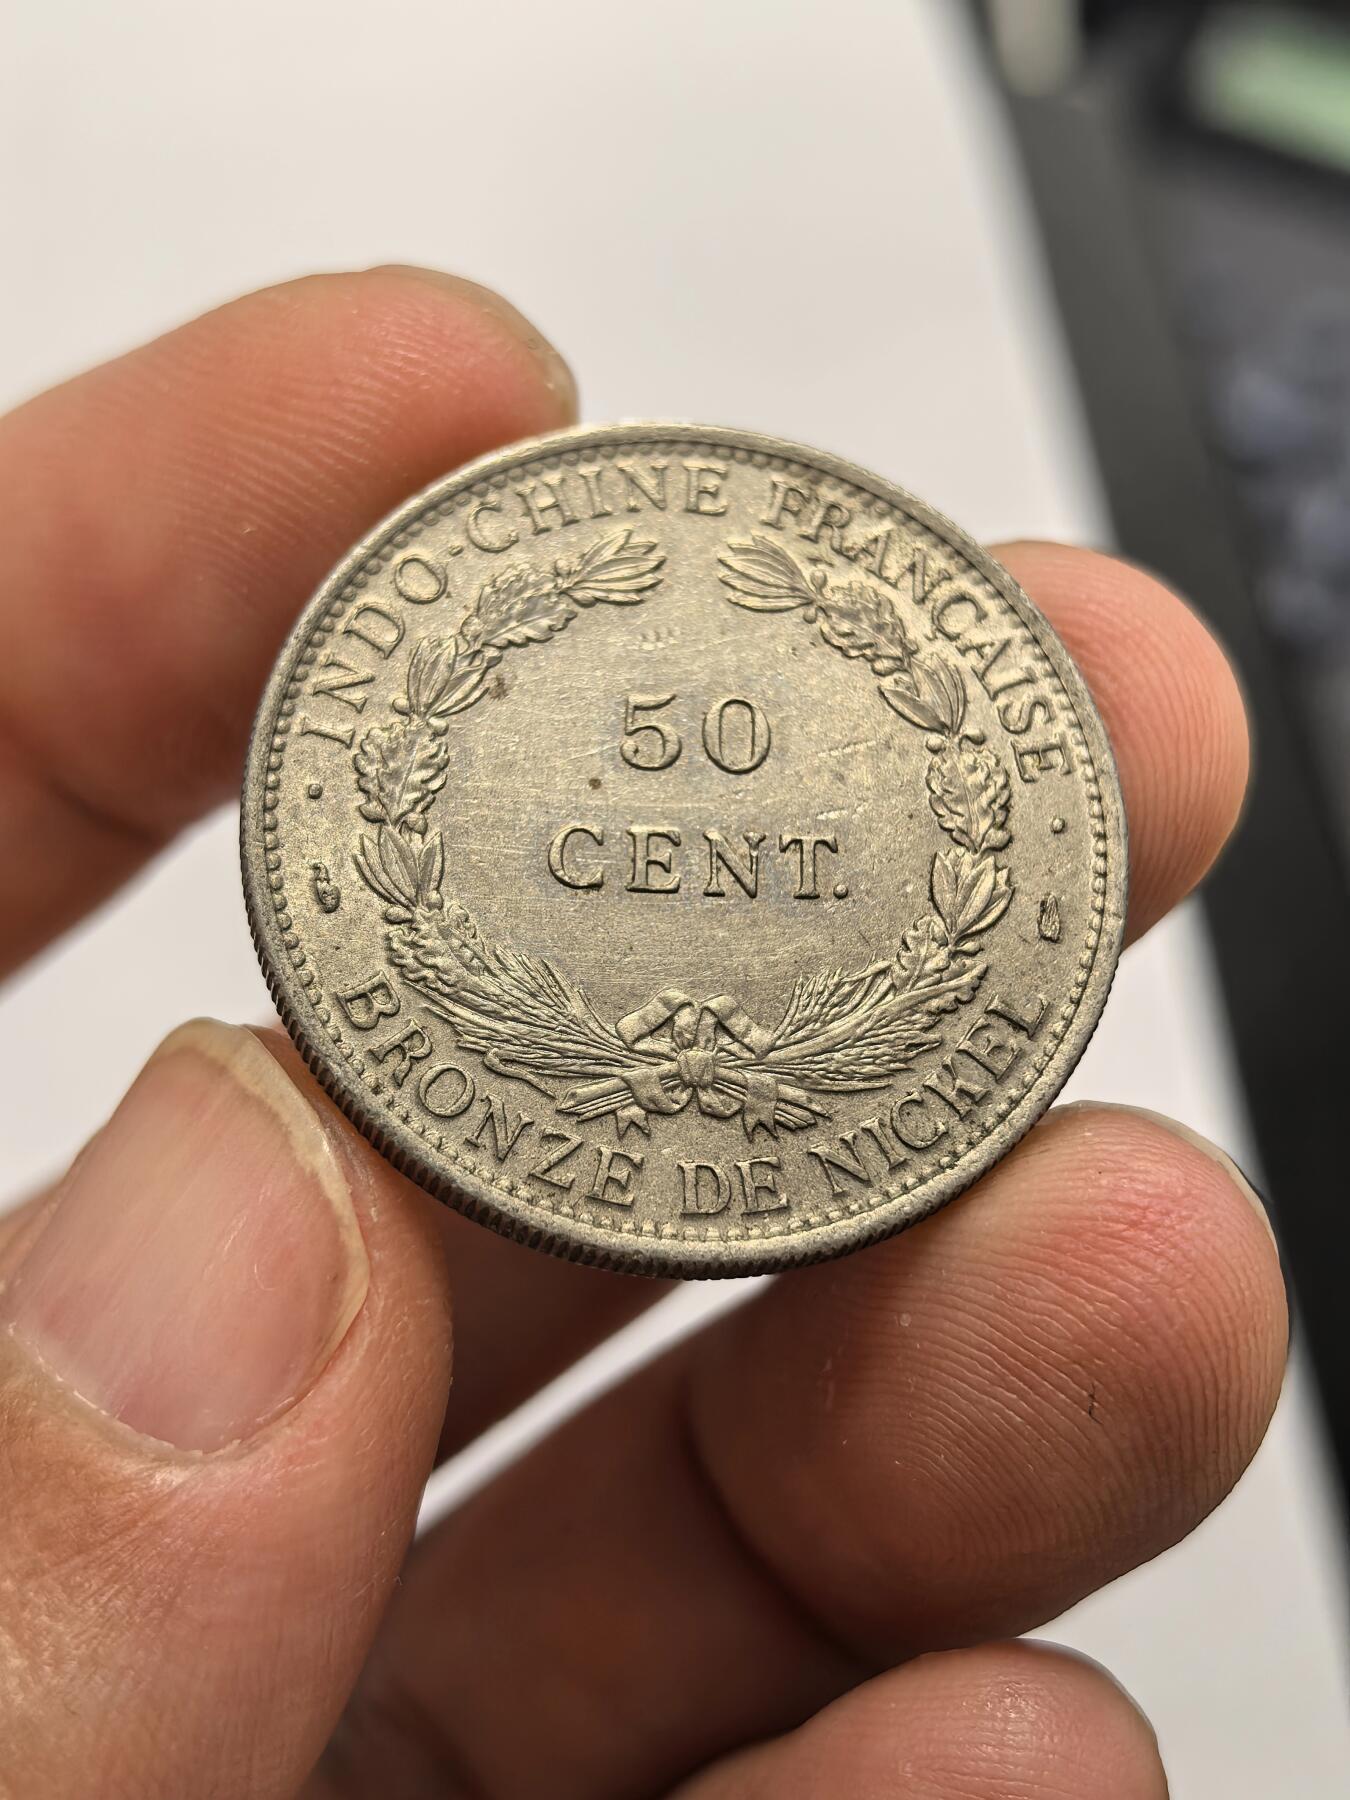 INDO-CHINE FRANÇAISE
50
CENT.
BRONZE DE NICKEL